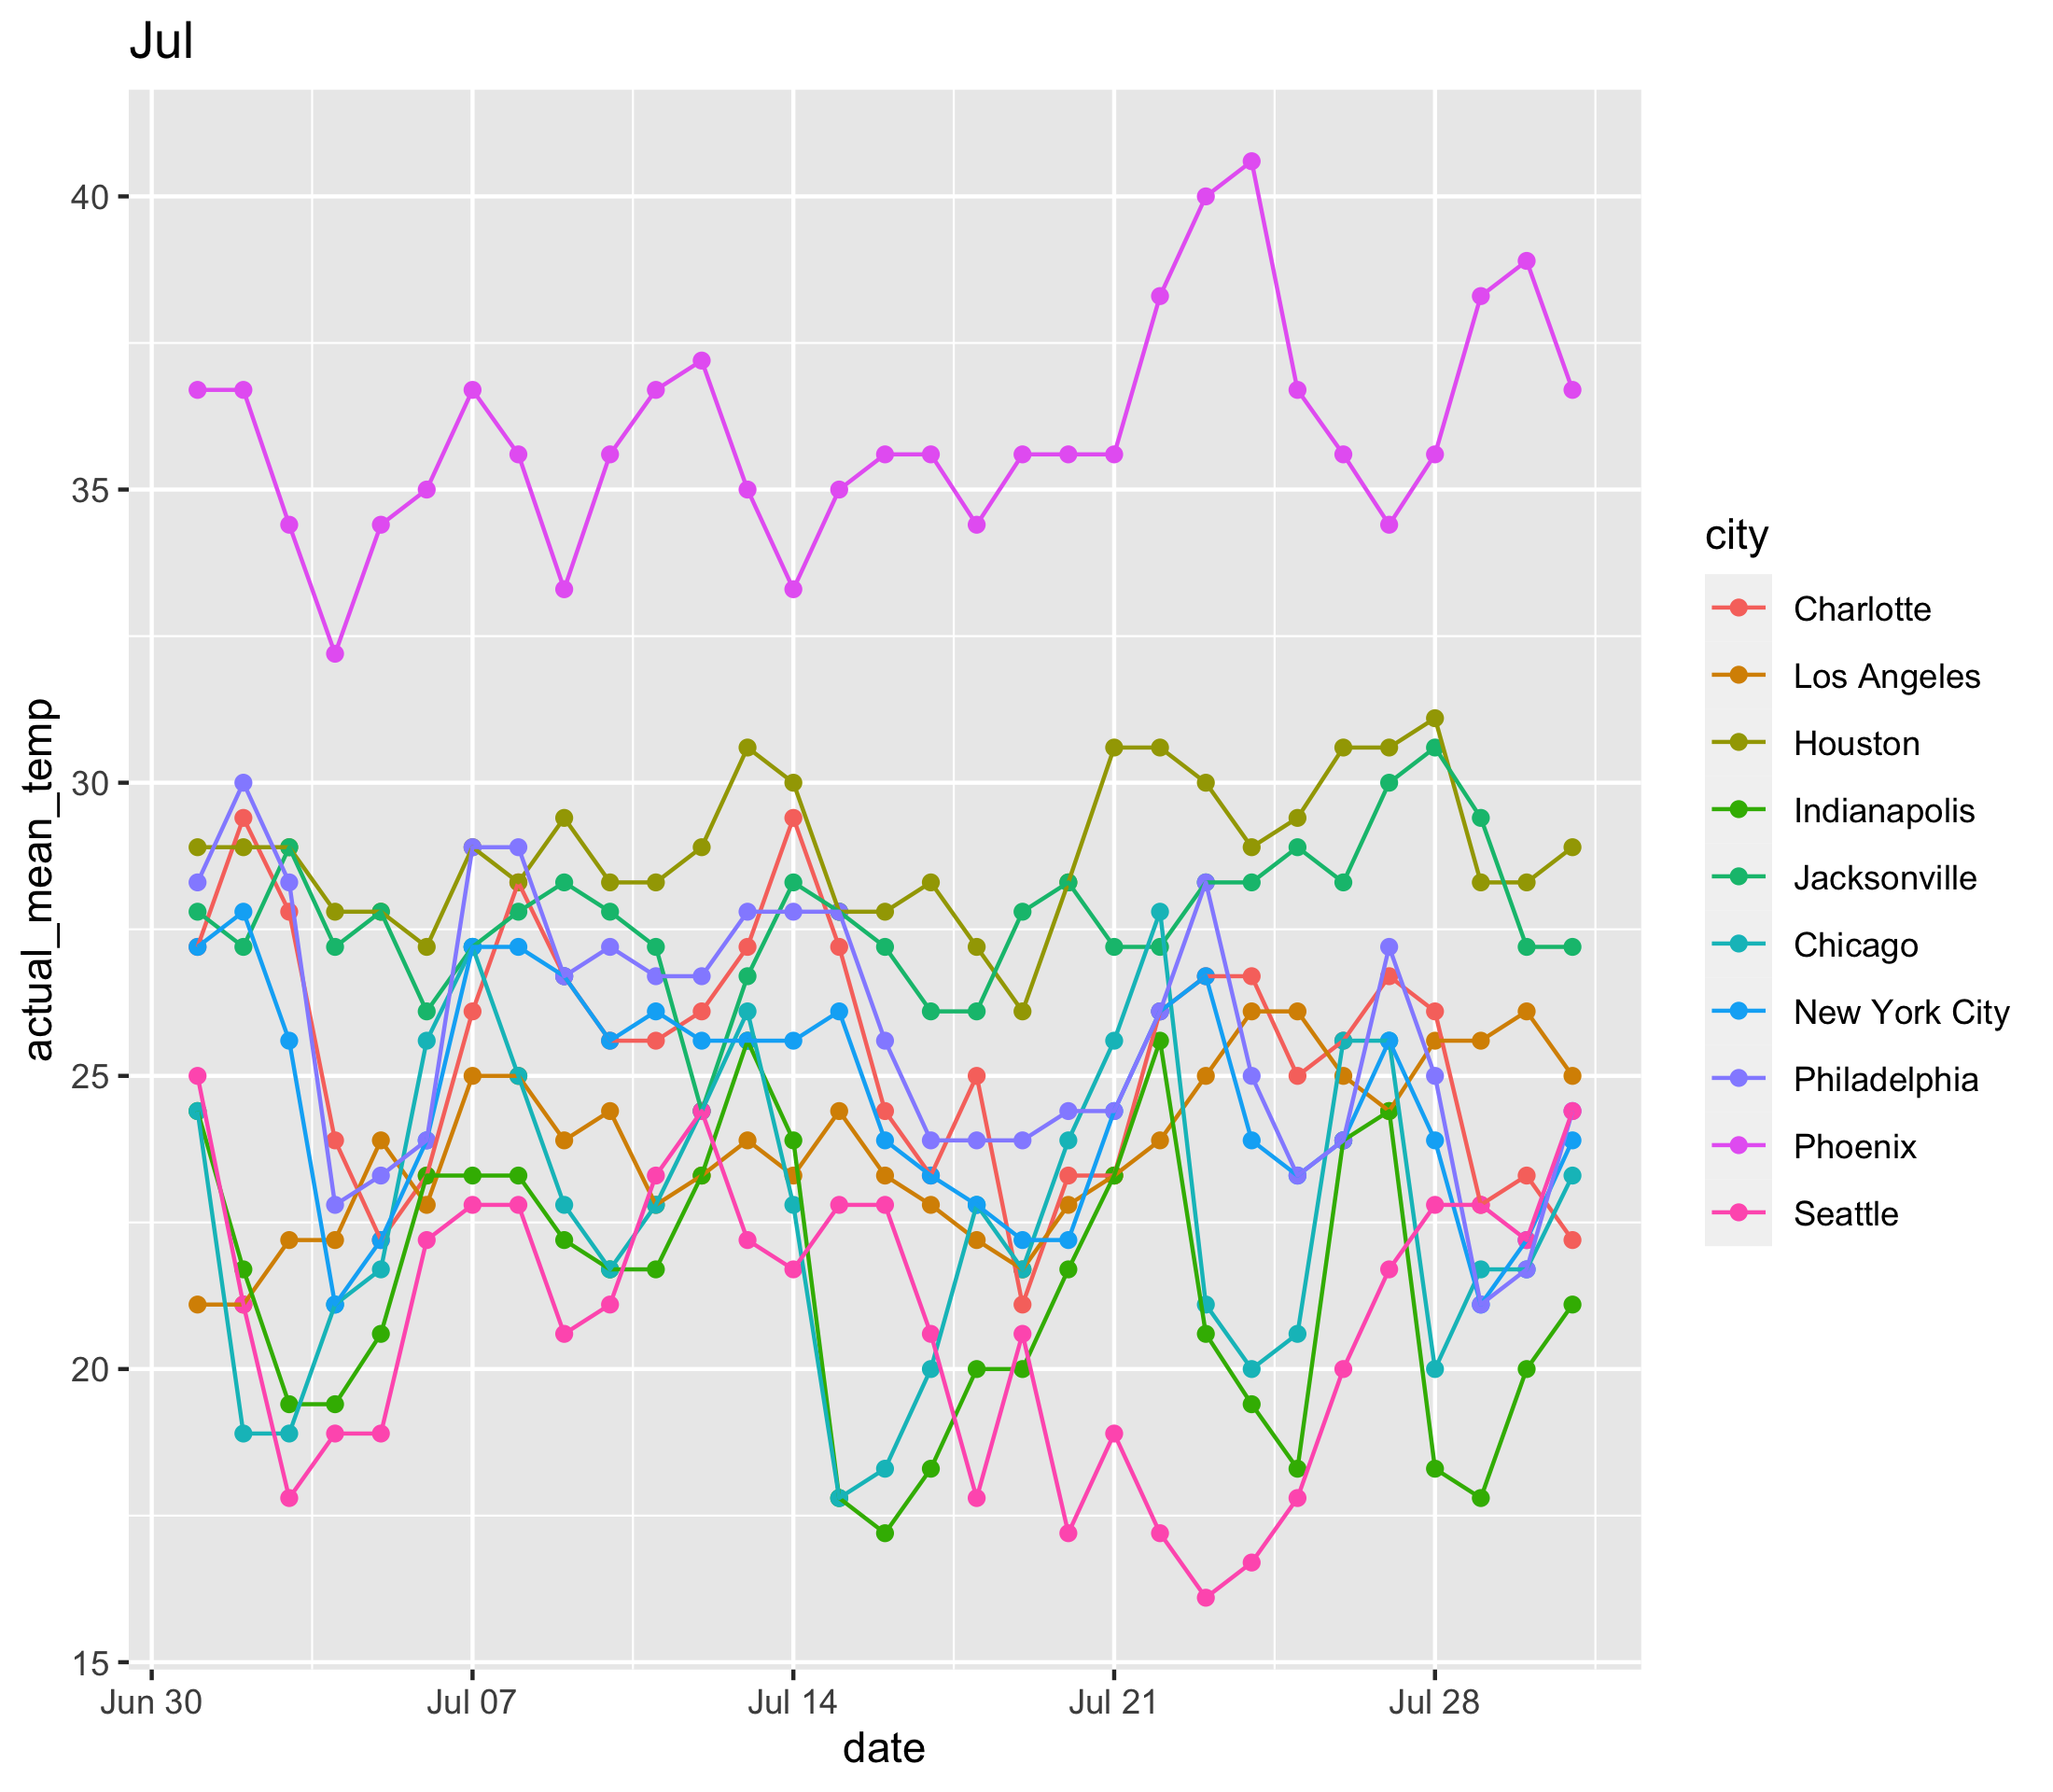 Jul
actual_mean_temp
40
35
30
25
20
15
Jun 30
Jul 07
Jul 14
Jul 21
Jul 28
date
city
Charlotte
Los Angeles
Houston
Indianapolis
Jacksonville
Chicago
New York City
Philadelphia
Phoenix
Seattle